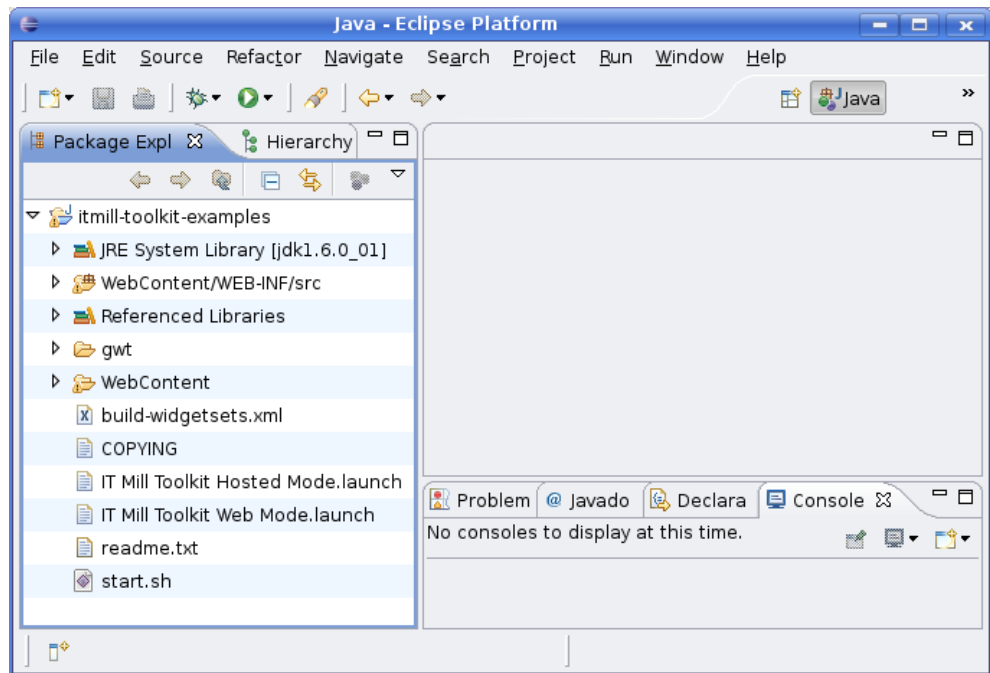 Java - Eclipse Platform
File Edit Source Refactor Navigate Search Project Run Window Help
Java »
Package Expl Hierarchy
itmill-toolkit-examples
JRE System Library [jdk1.6.0_01]
WebContent/WEB-INF/src
Referenced Libraries
gwt
WebContent
build-widgetsets.xml
COPYING
IT Mill Toolkit Hosted Mode.launch
IT Mill Toolkit Web Mode.launch
readme.txt
start.sh
Problem @ Javado Declara Console
No consoles to display at this time.